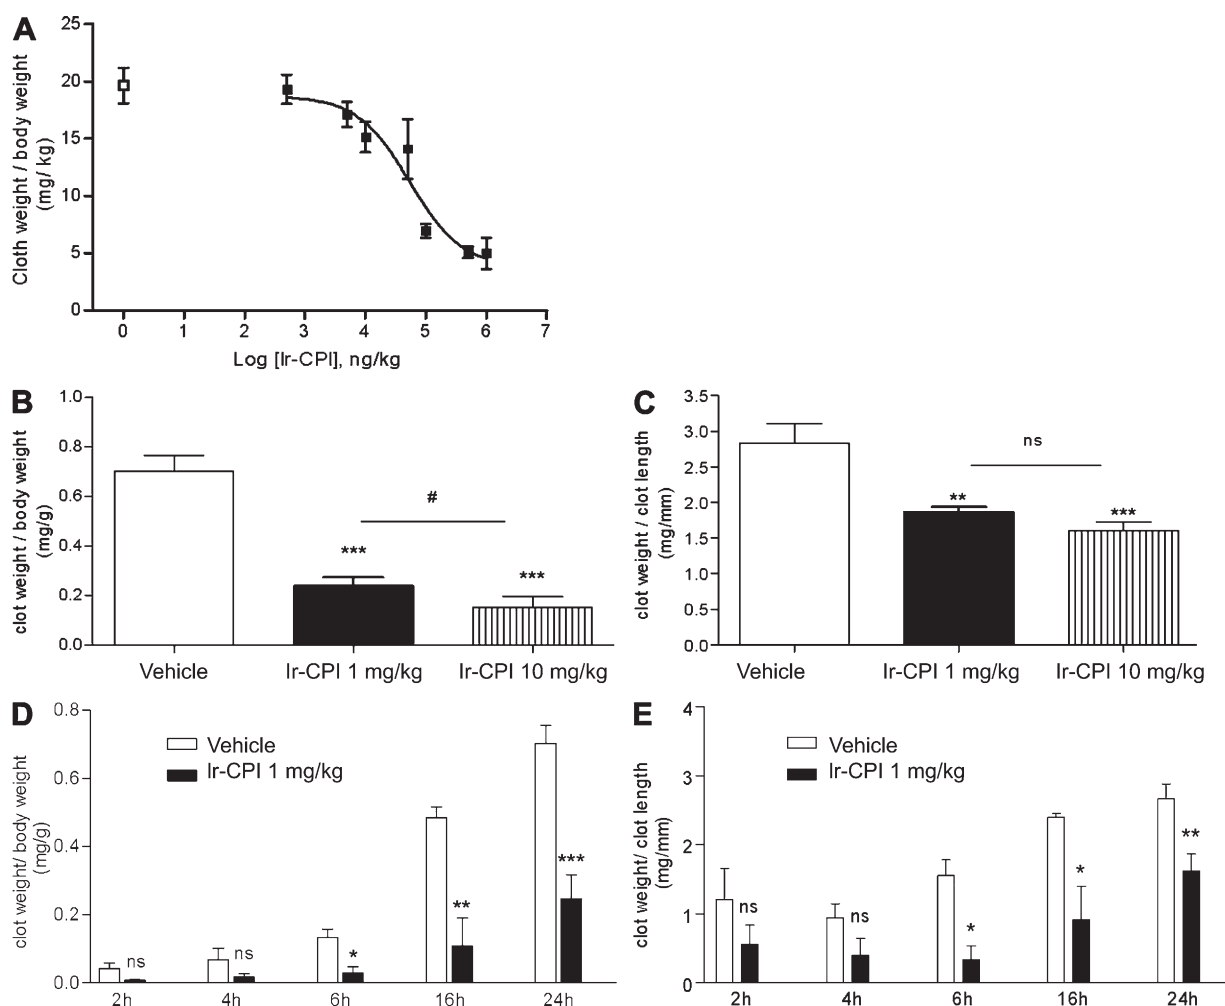 A
Cloth weight / body weight
(mg/ kg)
25
20
15
10
5
0
0 1 2 3 4 5 6 7
Log [Ir-CPI], ng/kg
B
clot weight / body weight
(mg/g)
1.0
0.8
0.6
0.4
0.2
0.0
#
***
***
Vehicle Ir-CPI 1 mg/kg Ir-CPI 10 mg/kg
C
clot weight / clot length
(mg/mm)
3.5
3.0
2.5
2.0
1.5
1.0
0.5
0.0
ns
**
***
Vehicle Ir-CPI 1 mg/kg Ir-CPI 10 mg/kg
D
clot weight/ body weight
(mg/g)
0.8
0.6
0.4
0.2
0.0
Vehicle
Ir-CPI 1 mg/kg
ns ns * ** ***
2h 4h 6h 16h 24h
E
clot weight/ clot length
(mg/mm)
4
3
2
1
0
Vehicle
Ir-CPI 1 mg/kg
ns ns * * **
2h 4h 6h 16h 24h